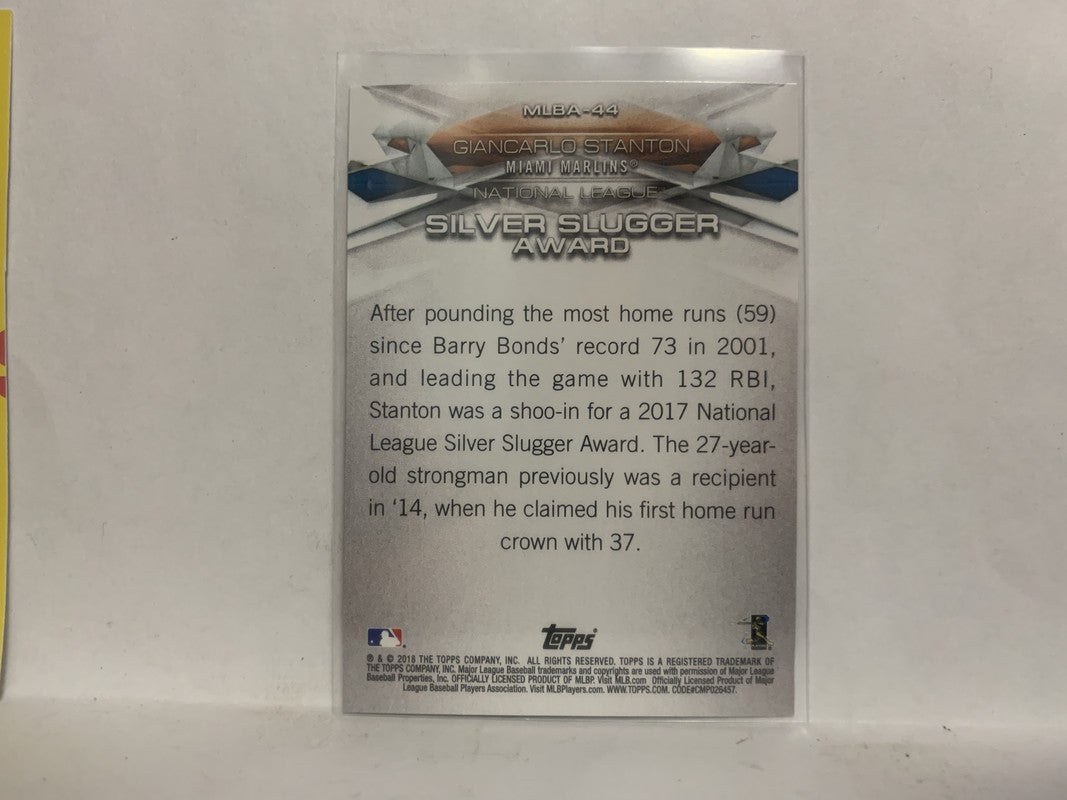 MLBA-44
GIANCARLO STANTON
MIAMI MARLINS®
NATIONAL LEAGUE™
SILVER SLUGGER
AWARD
After pounding the most home runs (59)
since Barry Bonds’ record 73 in 2001,
and leading the game with 132 RBI,
Stanton was a shoo-in for a 2017 National
League Silver Slugger Award. The 27-year-
old strongman previously was a recipient
in ‘14, when he claimed his first home run
crown with 37.
Topps®
® & © 2018 THE TOPPS COMPANY, INC. ALL RIGHTS RESERVED. TOPPS IS A REGISTERED TRADEMARK OF
THE TOPPS COMPANY, INC. Major League Baseball trademarks and copyrights are used with permission of Major League
Baseball Properties, Inc. OFFICIALLY LICENSED PRODUCT OF MLBP. Visit MLB.com Officially Licensed Product of Major
League Baseball Players Association. Visit MLBPlayers.com. WWW.TOPPS.COM. CODE#CMP026457.